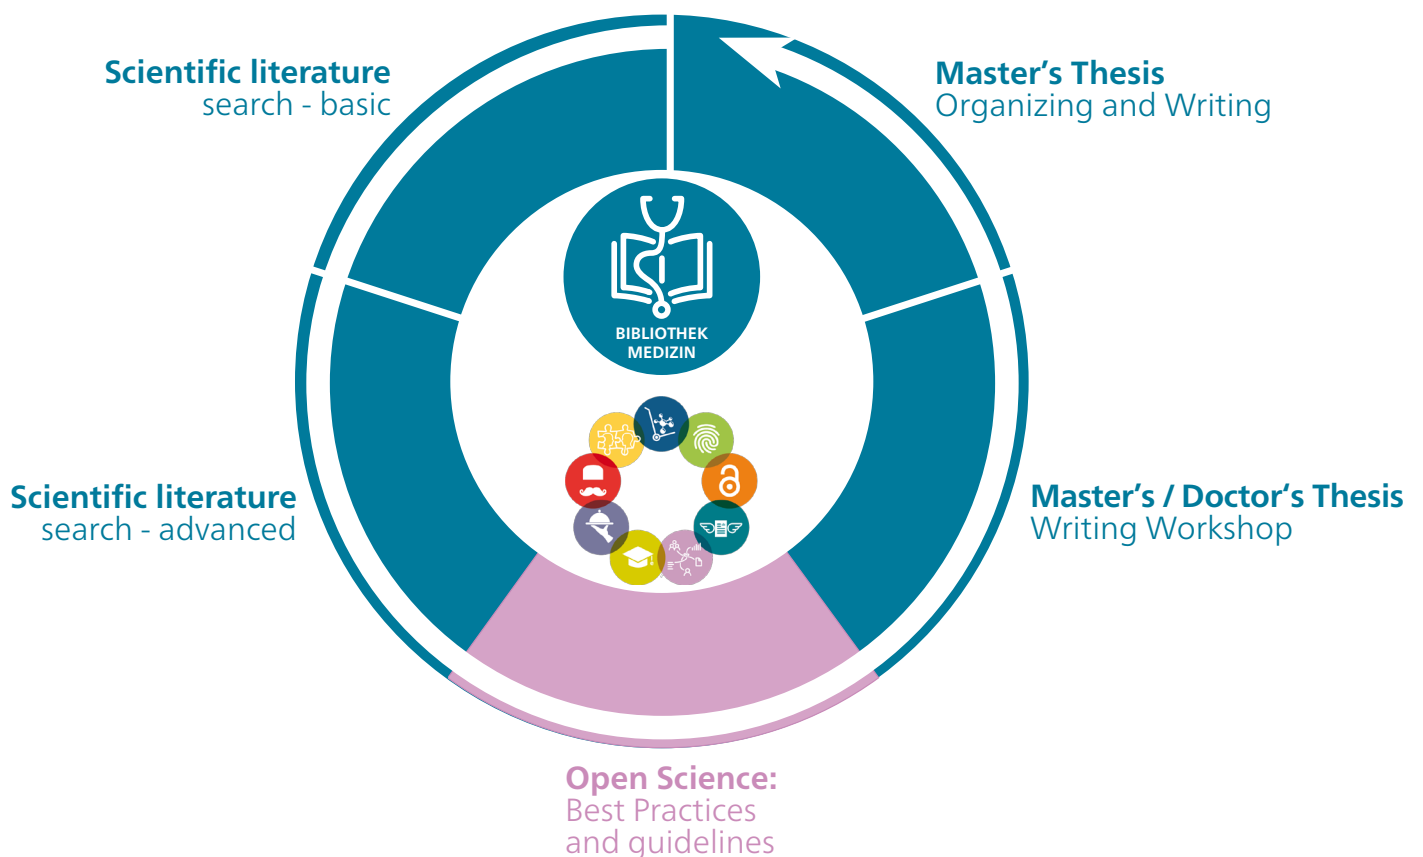 Scientific literature
search - basic
Master's Thesis
Organizing and Writing
BIBLIOTHEK
MEDIZIN
Scientific literature
search - advanced
Master's / Doctor's Thesis
Writing Workshop
Open Science:
Best Practices
and guidelines